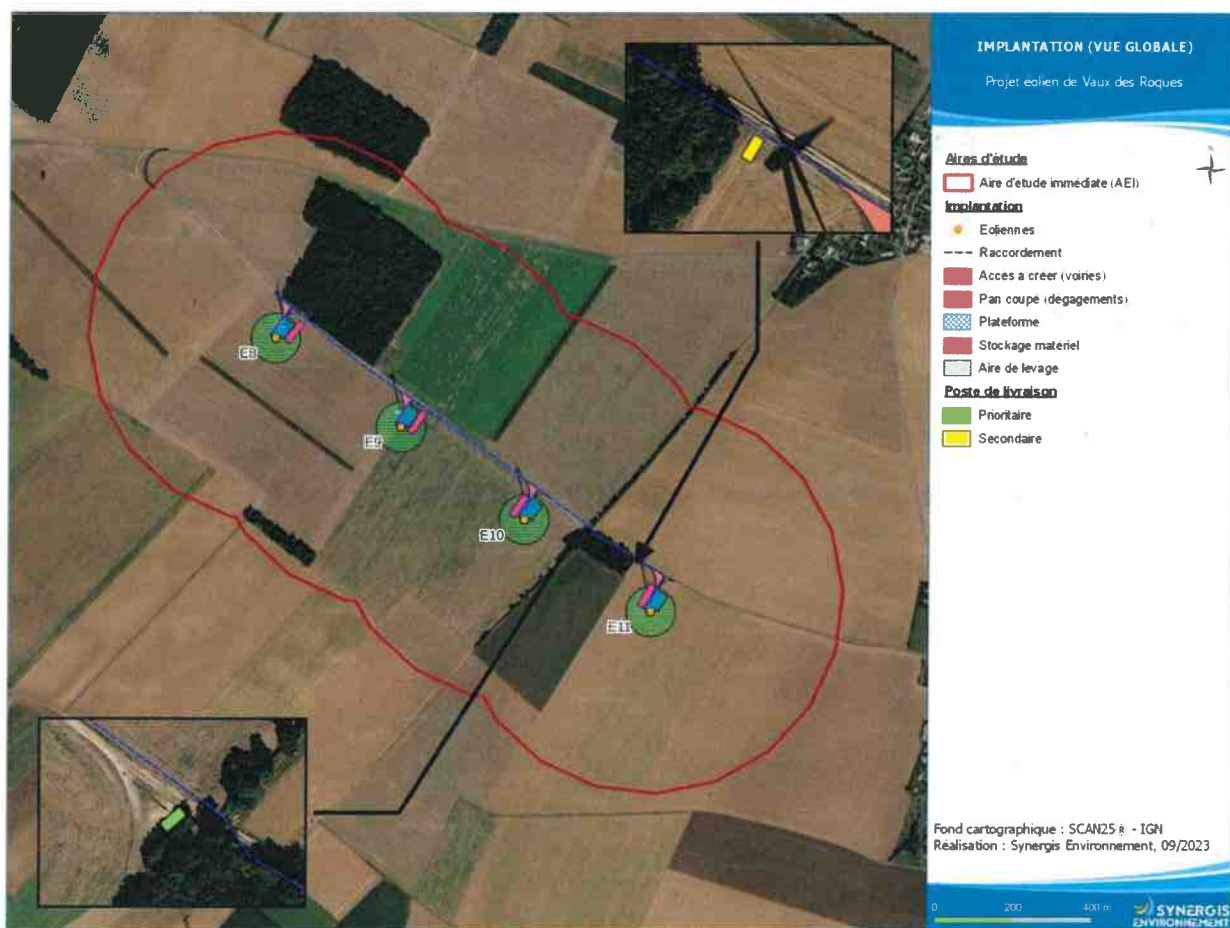 IMPLANTATION (VUE GLOBALE)
Projet éolien de Vaux des Roques
Aires d'étude
Aire d'étude immédiate (AEI)
Implantation
Eoliennes
Raccordement
Accès a créer (voiries)
Pan coupé (dégagements)
Plateforme
Stockage matériel
Aire de levage
Poste de livraison
Prioritaire
Secondaire
E8
E9
E10
E11
Fond cartographique : SCAN25 ® - IGN
Réalisation : Synergis Environnement, 09/2023
0 200 400 m
SYNERGIS
ENVIRONNEMENT